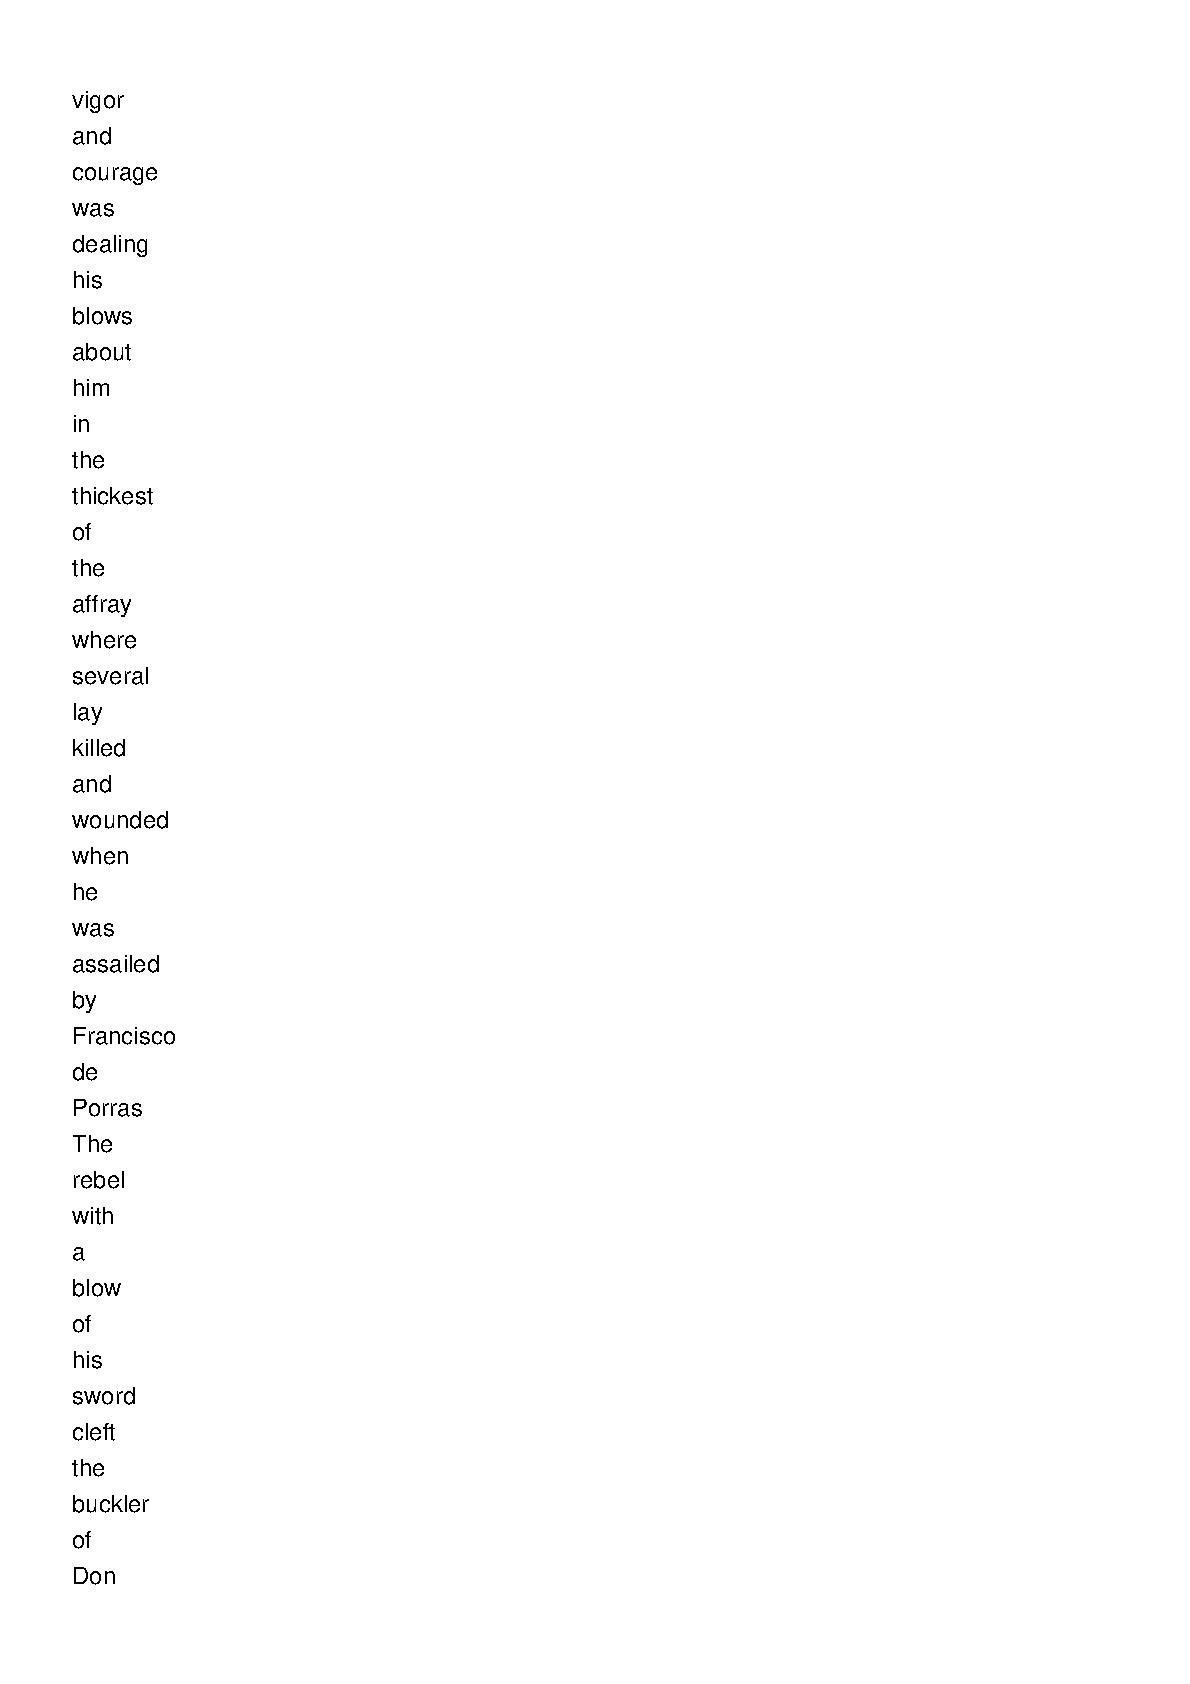 vigor
and
courage
was
dealing
his
blows
about
him
in
the
thickest
of
the
affray
where
several
lay
killed
and
wounded
when
he
was
assailed
by
Francisco
de
Porras
The
rebel
with
a
blow
of
his
sword
cleft
the
buckler
of
Don